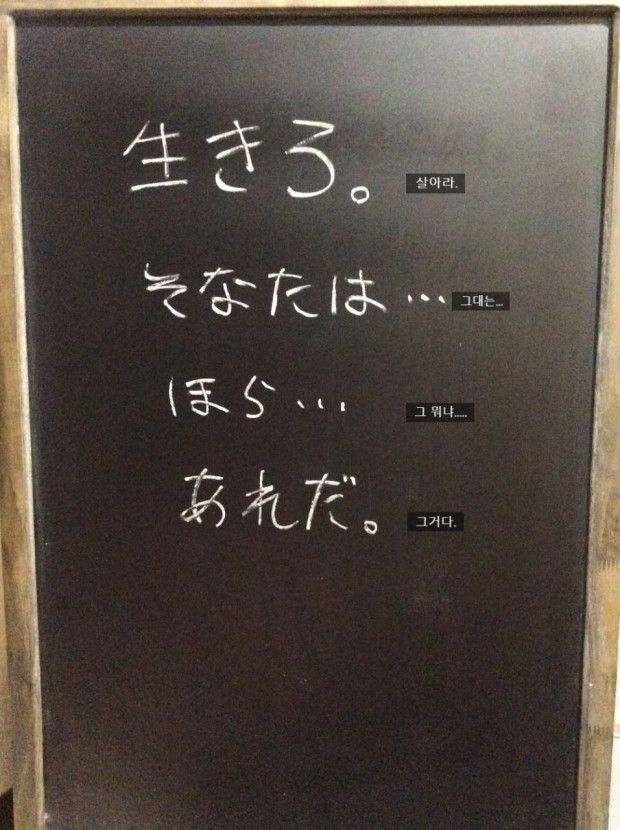 生きろ。 살아라.
そなたは… 그대는...
ほら… 그 뭐냐.....
あれだ。 그거다.